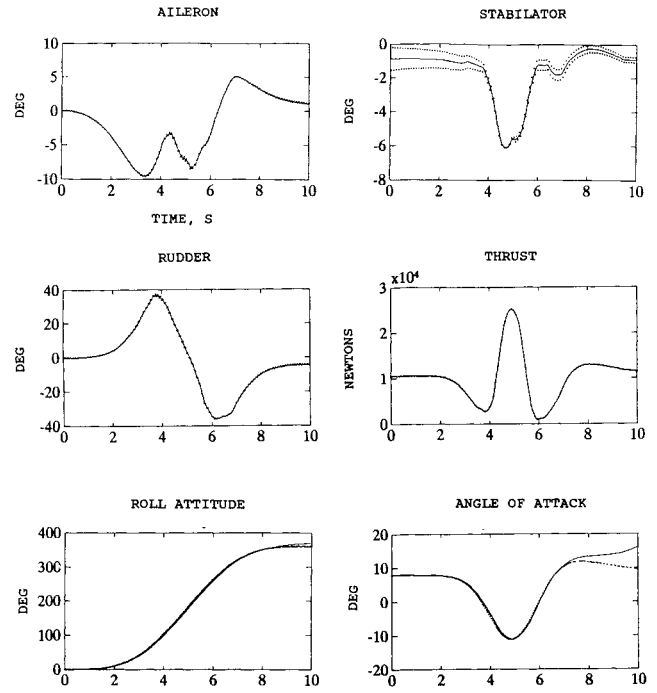 AILERON
10
5
0
-5
-10
DEG
0 2 4 6 8 10
TIME, S
STABILATOR
0
-2
-4
-6
-8
DEG
0 2 4 6 8 10
RUDDER
40
20
0
-20
-40
DEG
0 2 4 6 8 10
THRUST
x10⁴
3
2
1
0
NEWTONS
0 2 4 6 8 10
ROLL ATTITUDE
400
300
200
100
0
DEG
0 2 4 6 8 10
ANGLE OF ATTACK
20
10
0
-10
-20
DEG
0 2 4 6 8 10